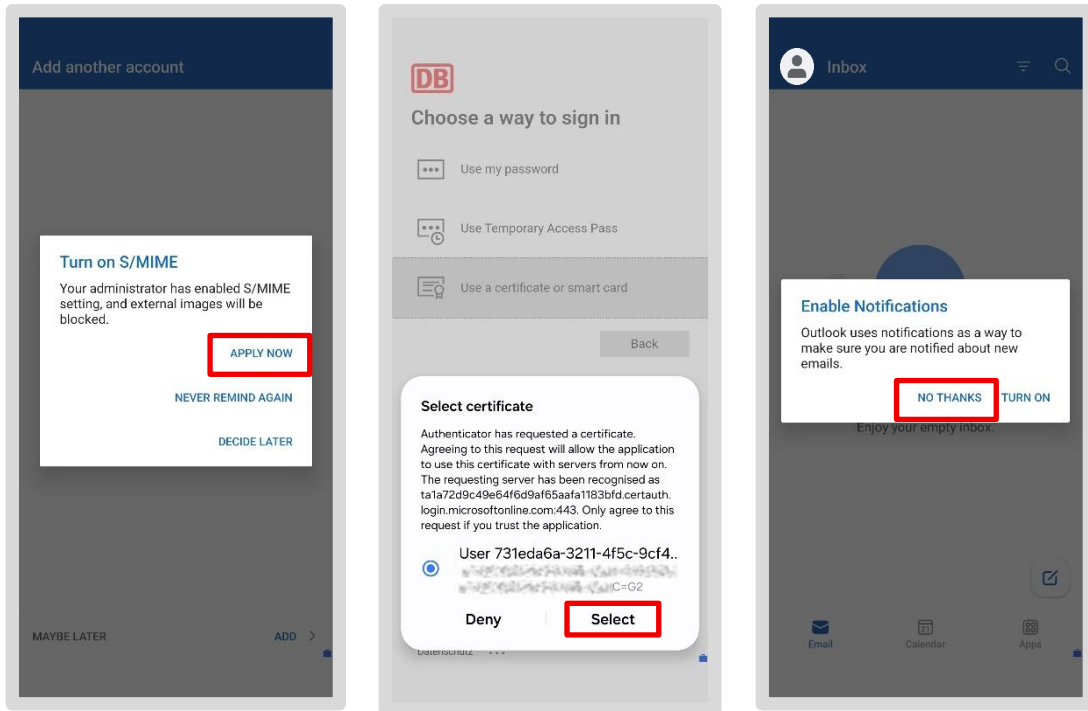 Add another account
Turn on S/MIME
Your administrator has enabled S/MIME
setting, and external images will be
blocked.
APPLY NOW
NEVER REMIND AGAIN
DECIDE LATER
MAYBE LATER
ADD
DB
Choose a way to sign in
Use my password
Use Temporary Access Pass
Use a certificate or smart card
Back
Select certificate
Authenticator has requested a certificate.
Agreeing to this request will allow the application
to use this certificate with servers from now on.
The requesting server has been recognised as
ta1a72d9c49e64f6d9af65aafa1183bfd.certauth.
login.microsoftonline.com:443. Only agree to this
request if you trust the application.
User 731eda6a-3211-4f5c-9cf4..
C=G2
Deny
Select
Datenschutz ...
Inbox
Enable Notifications
Outlook uses notifications as a way to
make sure you are notified about new
emails.
NO THANKS
TURN ON
Enjoy your empty inbox.
21
Email
Calendar
Apps